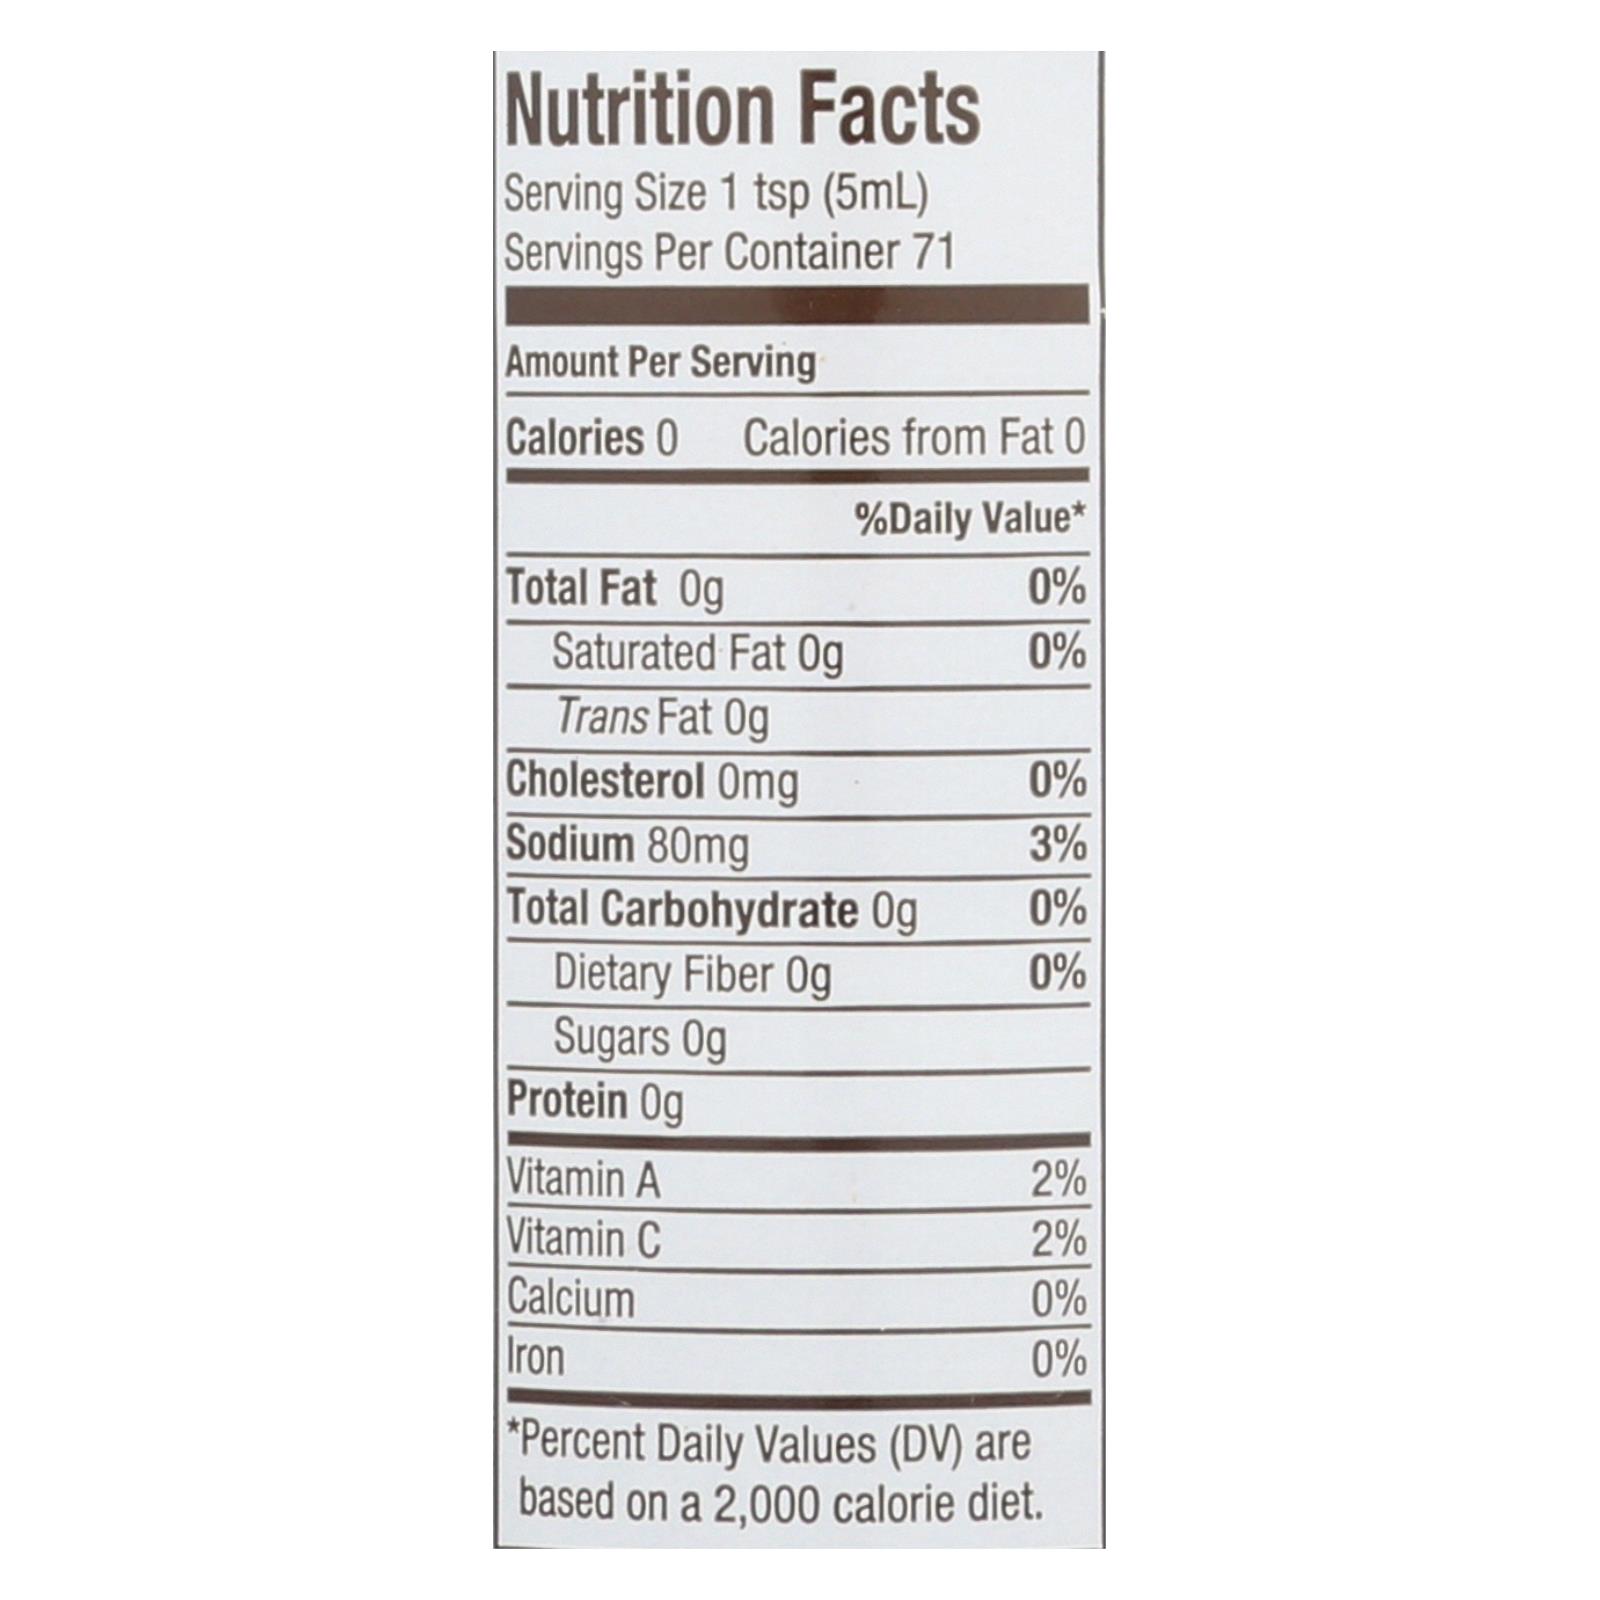 Nutrition Facts
Serving Size 1 tsp (5mL)
Servings Per Container 71
Amount Per Serving
Calories 0 Calories from Fat 0
%Daily Value*
Total Fat 0g 0%
Saturated Fat 0g 0%
Trans Fat 0g
Cholesterol 0mg 0%
Sodium 80mg 3%
Total Carbohydrate 0g 0%
Dietary Fiber 0g 0%
Sugars 0g
Protein 0g
Vitamin A 2%
Vitamin C 2%
Calcium 0%
Iron 0%
*Percent Daily Values (DV) are
based on a 2,000 calorie diet.